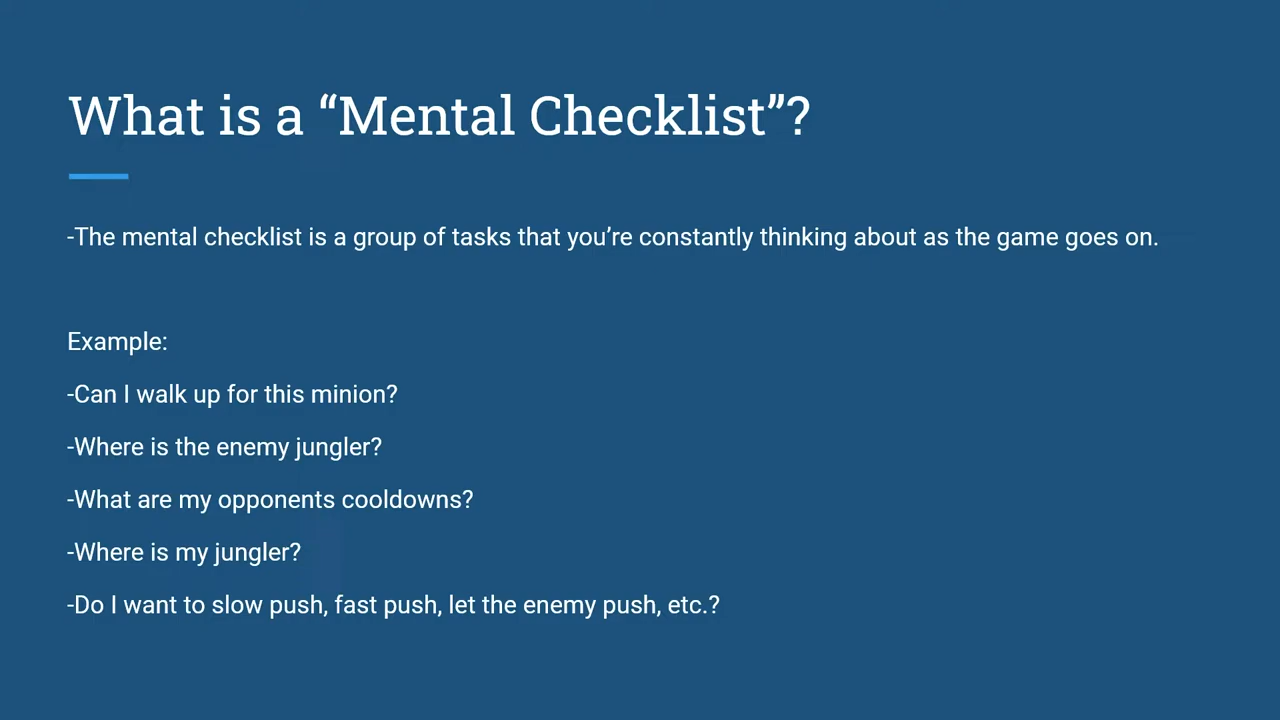 What is a “Mental Checklist”?
-The mental checklist is a group of tasks that you’re constantly thinking about as the game goes on.
Example:
-Can I walk up for this minion?
-Where is the enemy jungler?
-What are my opponents cooldowns?
-Where is my jungler?
-Do I want to slow push, fast push, let the enemy push, etc.?